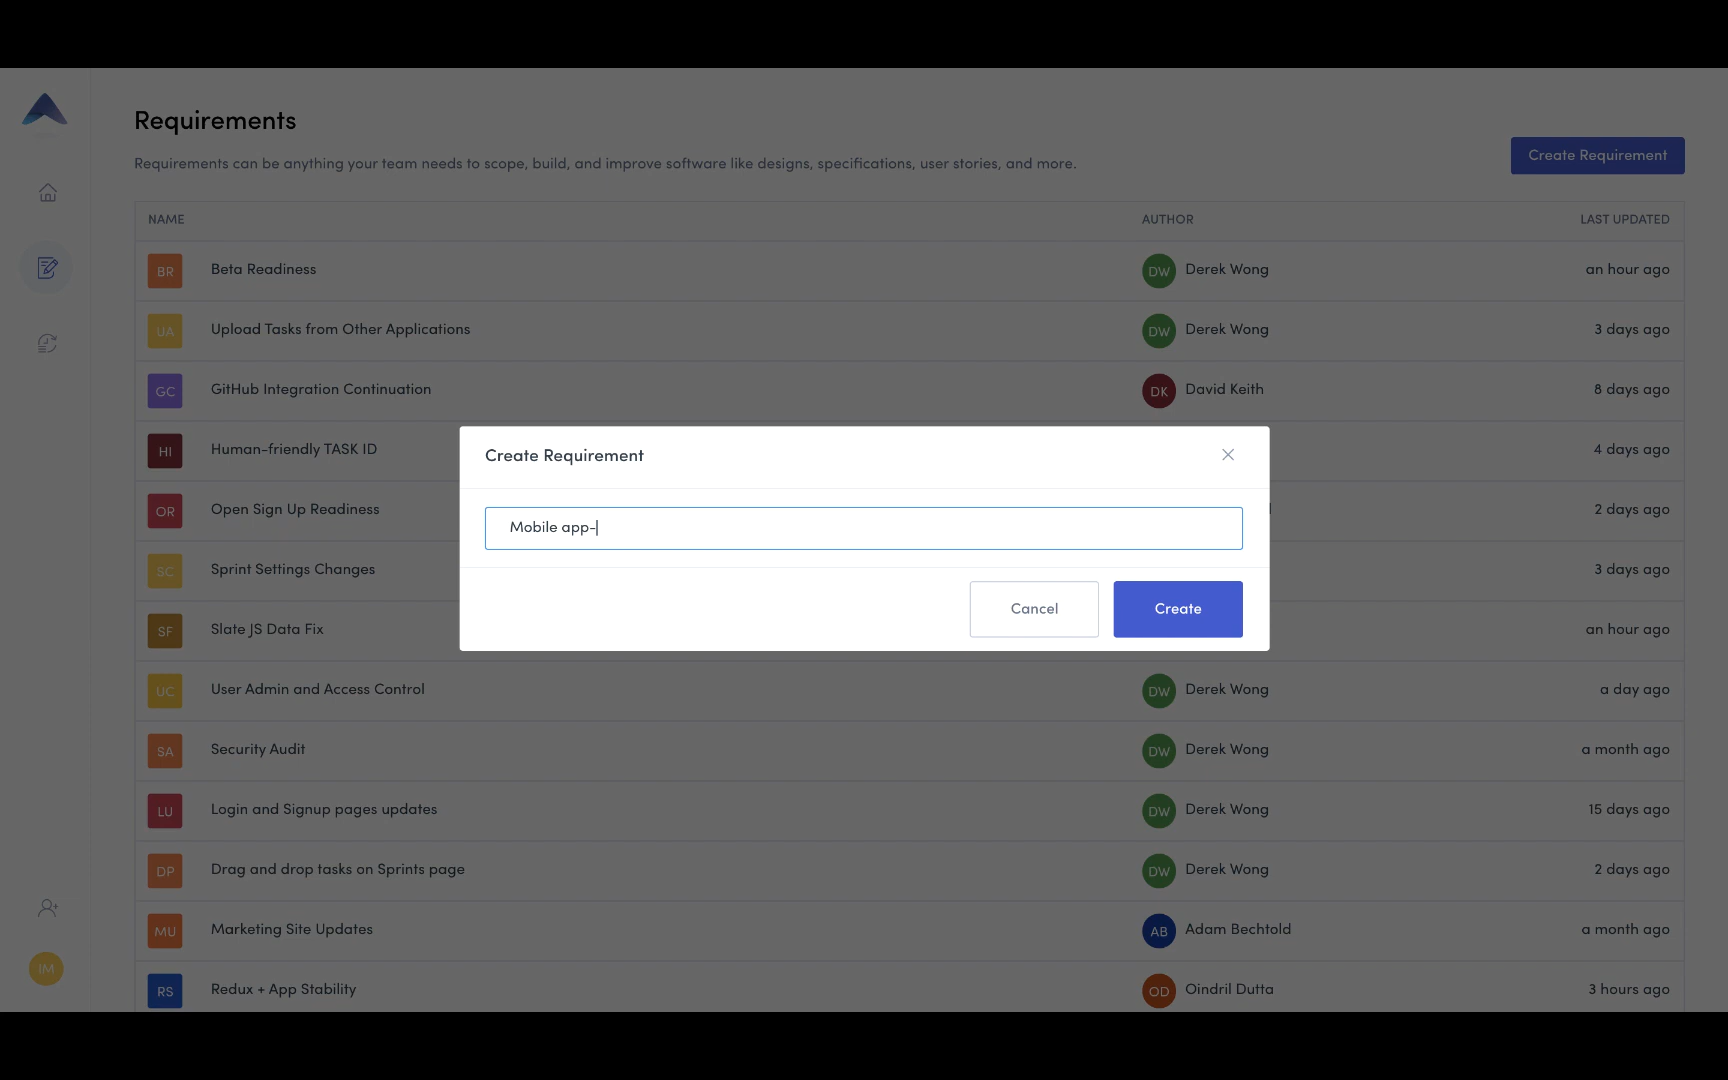 Requirements
Requirements can be anything your team needs to scope, build, and improve software like designs, specifications, user stories, and more.
Create Requirement
NAME AUTHOR LAST UPDATED
BR Beta Readiness DW Derek Wong an hour ago
UA Upload Tasks from Other Applications DW Derek Wong 3 days ago
GC GitHub Integration Continuation DK David Keith 8 days ago
HI Human-friendly TASK ID 4 days ago
Create Requirement
OR Open Sign Up Readiness 2 days ago
Mobile app-
SC Sprint Settings Changes 3 days ago
Cancel Create
SF Slate JS Data Fix an hour ago
UC User Admin and Access Control DW Derek Wong a day ago
SA Security Audit DW Derek Wong a month ago
LU Login and Signup pages updates DW Derek Wong 15 days ago
DP Drag and drop tasks on Sprints page DW Derek Wong 2 days ago
MU Marketing Site Updates AB Adam Bechtold a month ago
IM
RS Redux + App Stability OD Oindril Dutta 3 hours ago